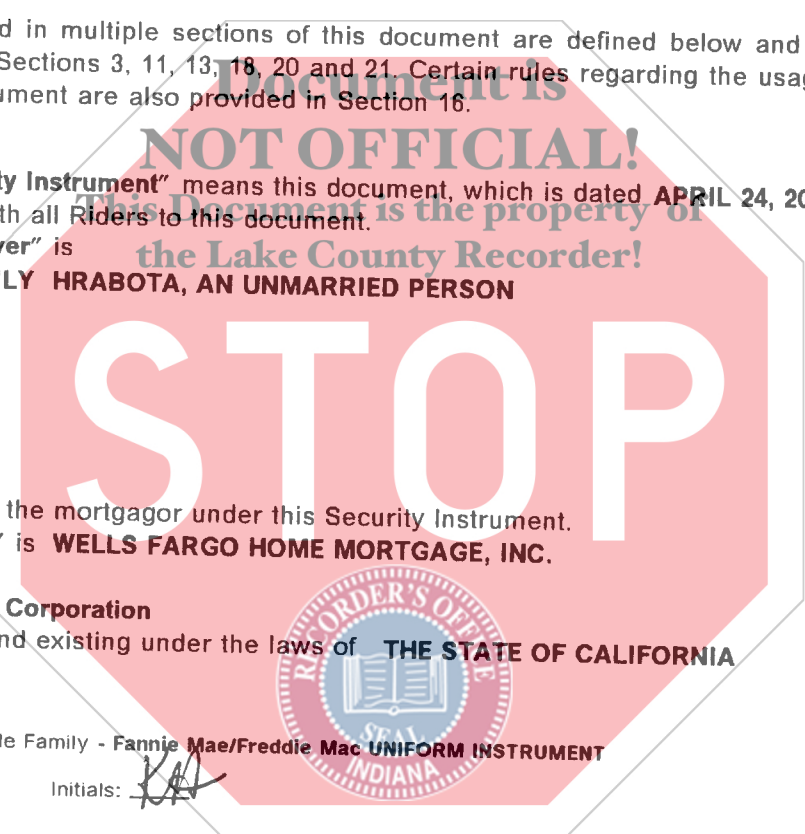 d in multiple sections of this document are defined below and
Sections 3, 11, 13, 18, 20 and 21. Certain rules regarding the usag
ument are also provided in Section 16.
Document is
NOT OFFICIAL!
This Document is the property of
the Lake County Recorder!
ty Instrument" means this document, which is dated APRIL 24, 20
th all Riders to this document.
er" is
LY HRABOTA, AN UNMARRIED PERSON
STOP
the mortgagor under this Security Instrument.
" is WELLS FARGO HOME MORTGAGE, INC.
Corporation
nd existing under the laws of THE STATE OF CALIFORNIA
RECORDER'S OFFICE
SEAL
INDIANA
le Family - Fannie Mae/Freddie Mac UNIFORM INSTRUMENT
Initials: KAH